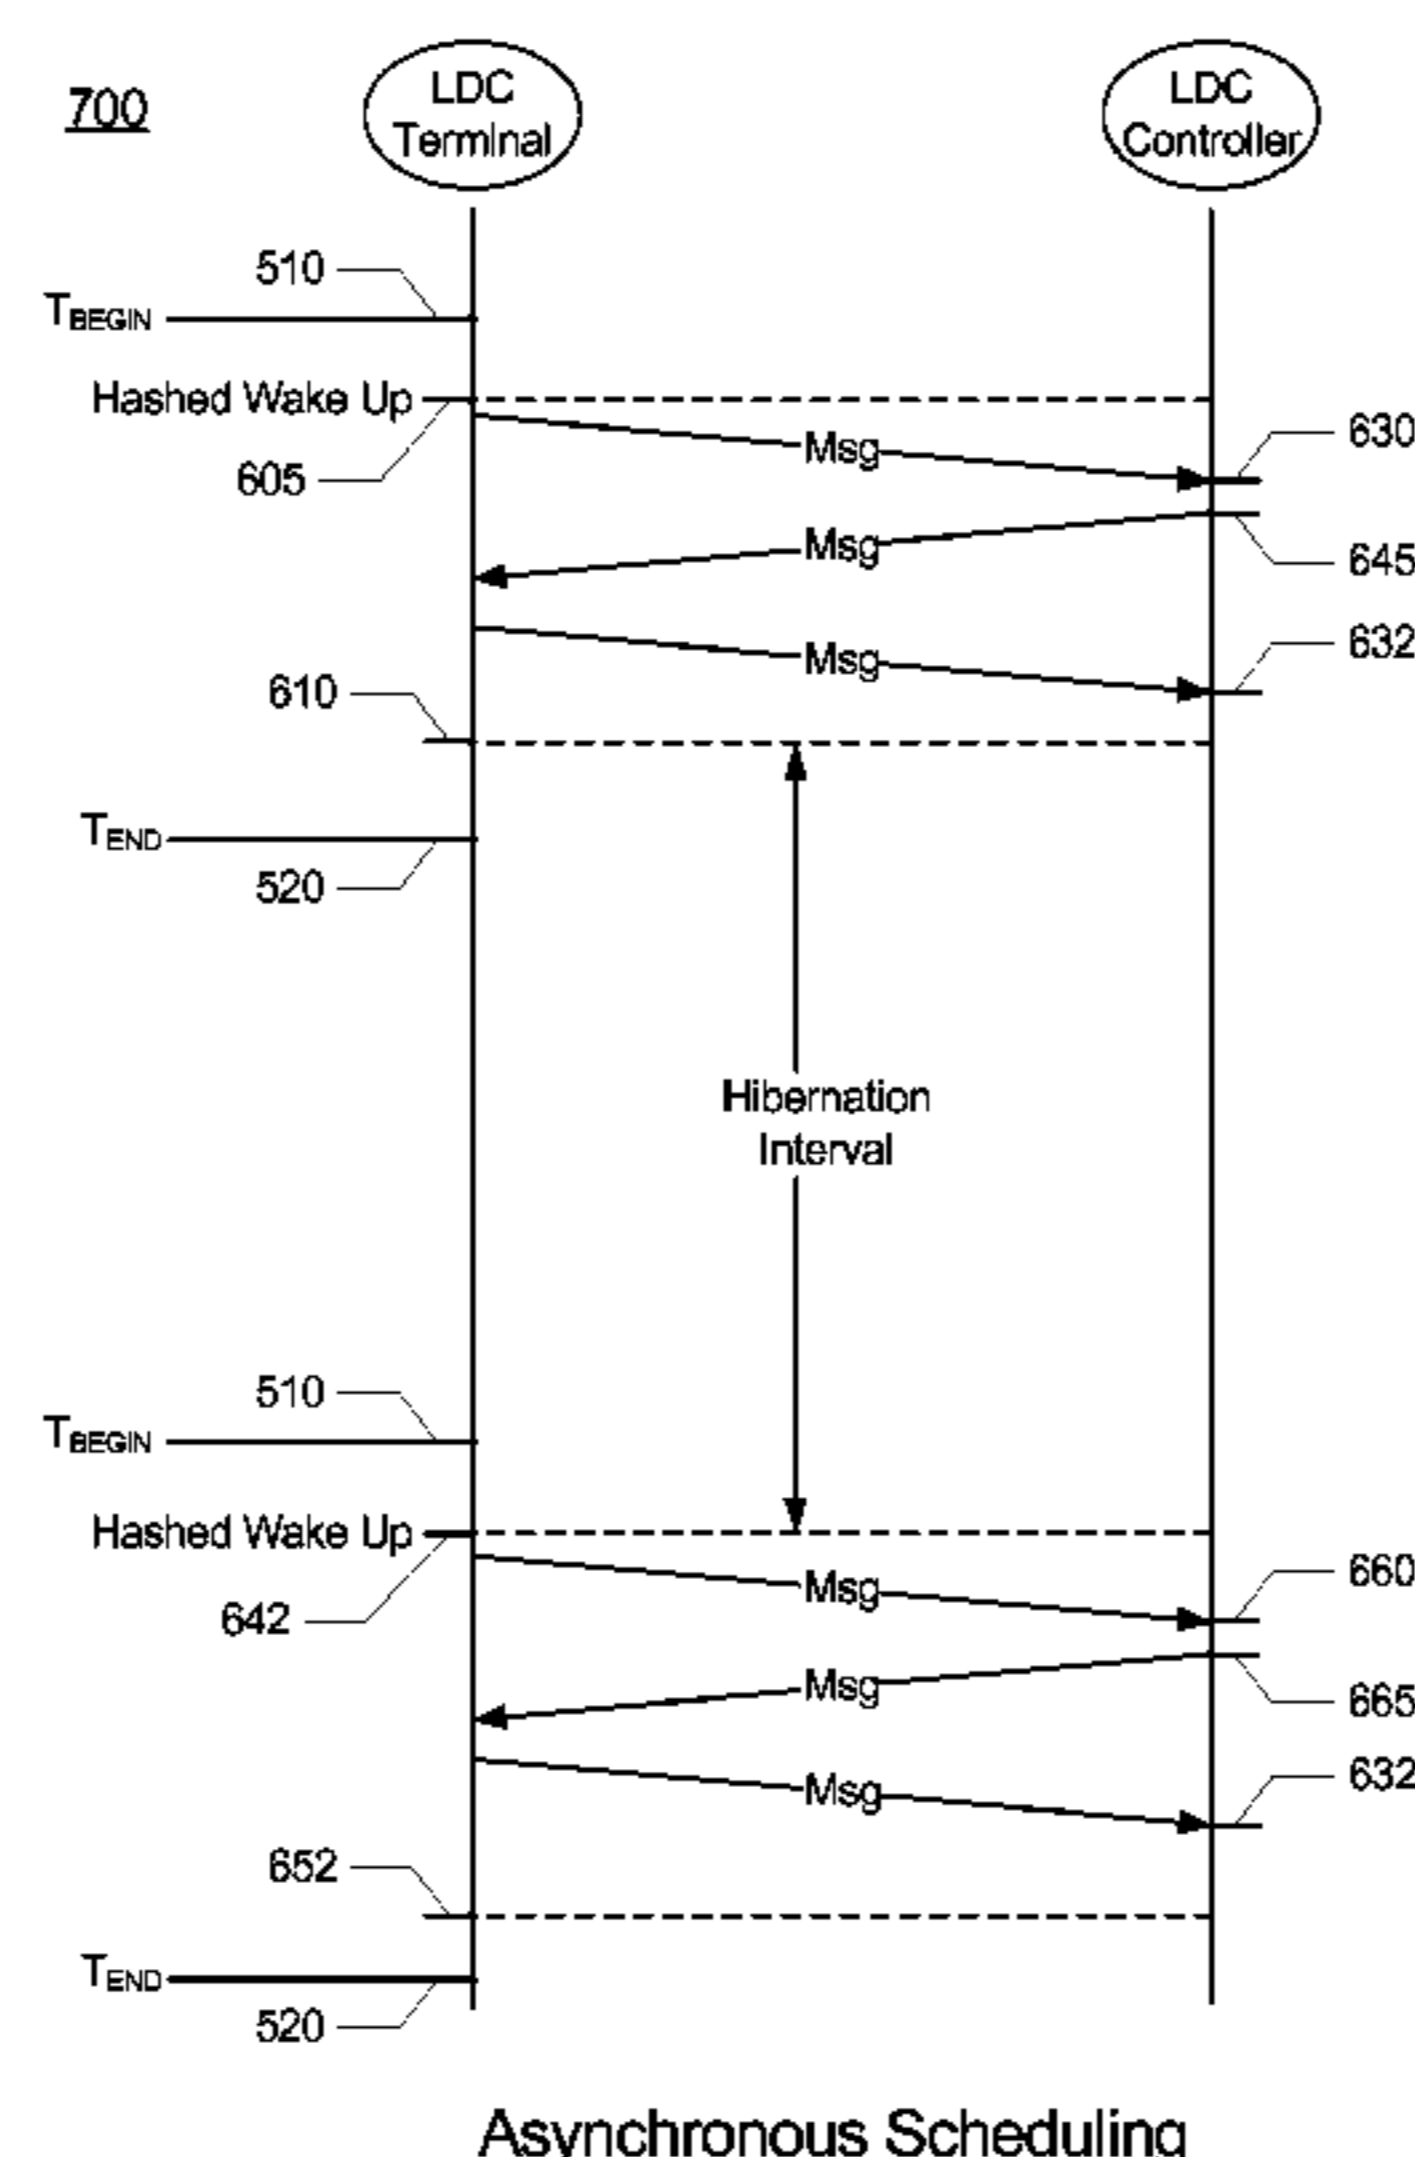 700
LDC
Terminal
LDC
Controller
510
TBEGIN
Hashed Wake Up
605
Msg
630
Msg
645
Msg
632
610
TEND
520
Hibernation
Interval
510
TBEGIN
Hashed Wake Up
642
Msg
660
Msg
665
Msg
632
652
TEND
520
Asynchronous Scheduling